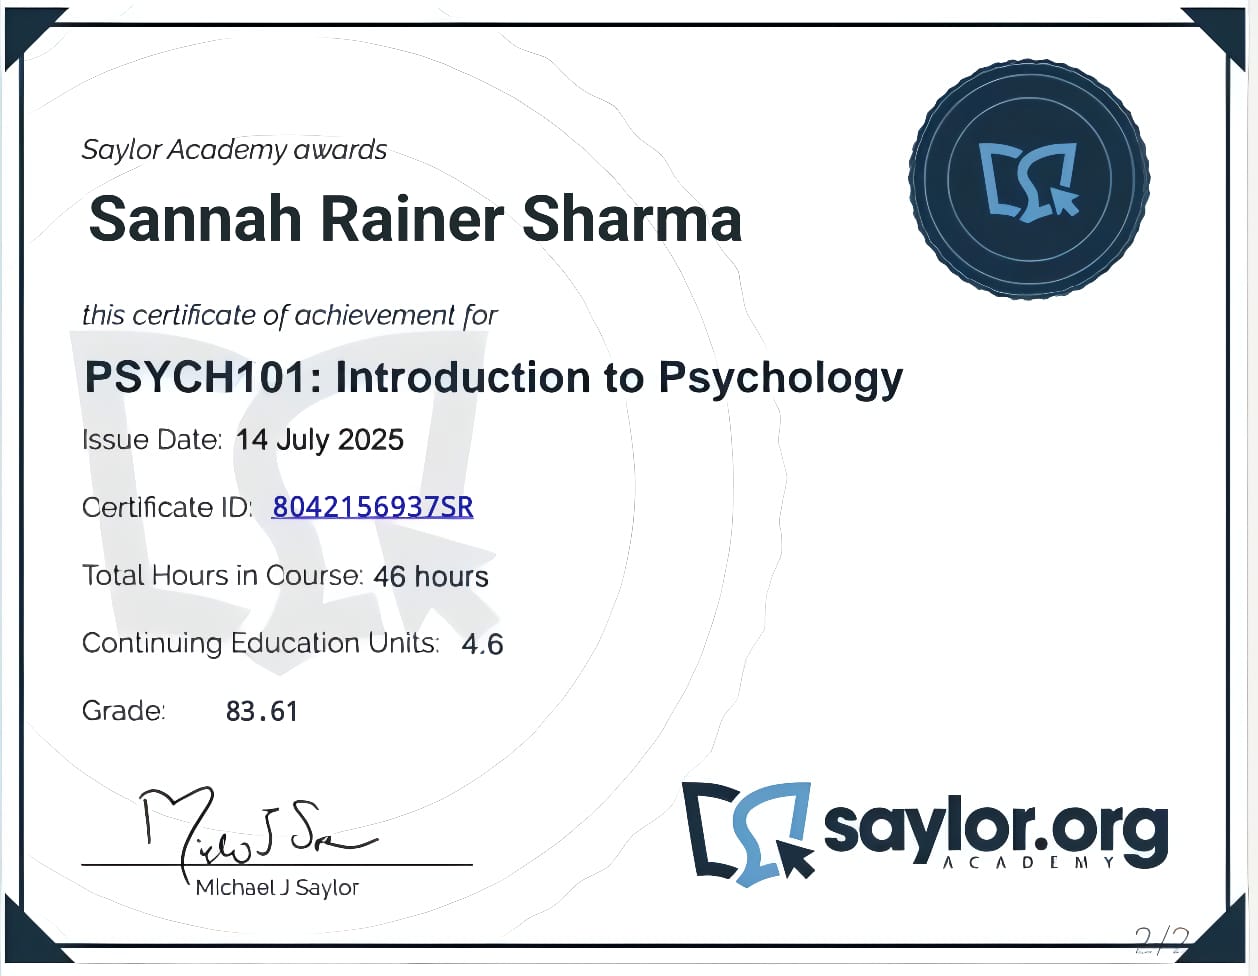 Saylor Academy awards
Sannah Rainer Sharma
this certificate of achievement for
PSYCH101: Introduction to Psychology
Issue Date: 14 July 2025
Certificate ID: 8042156937SR
Total Hours in Course: 46 hours
Continuing Education Units: 4.6
Grade: 83.61
Michael J Saylor
saylor.org
ACADEMY
2/2